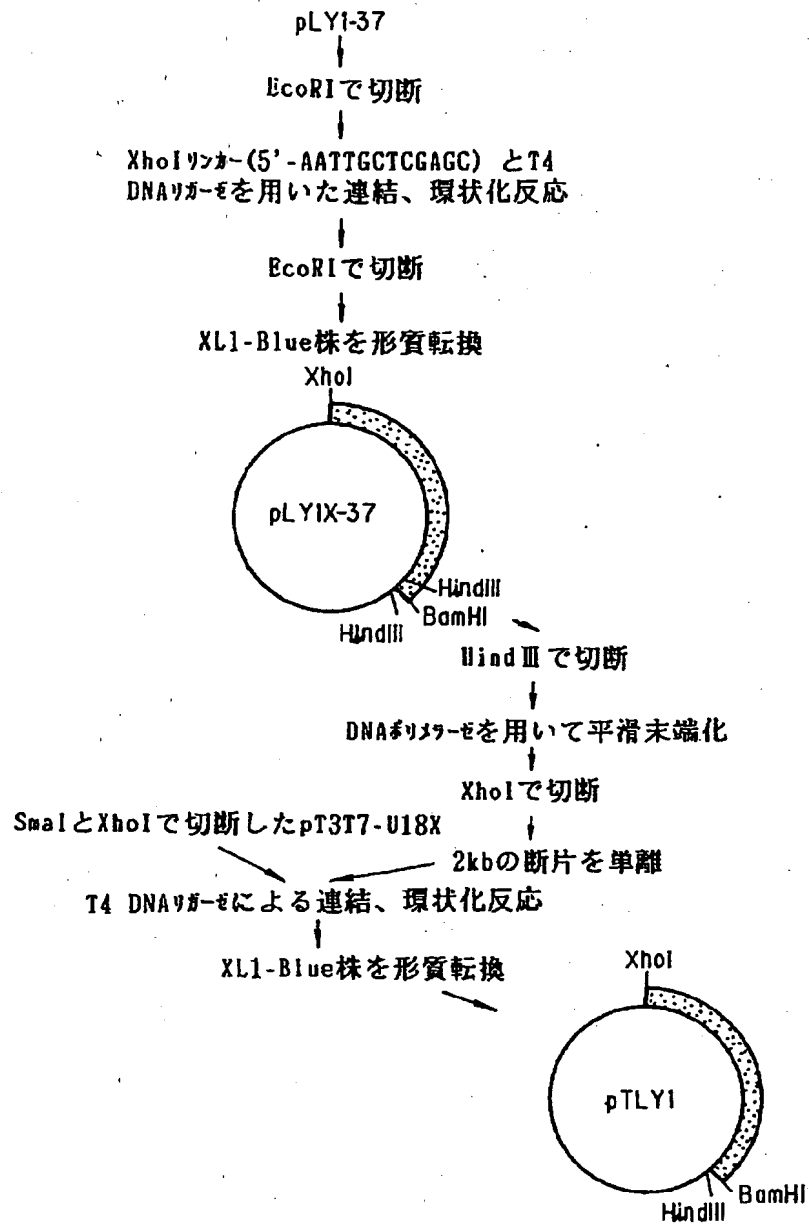 pLY1-37
EcoRIで切断
XhoIリンカー(5'-AATTGCTCGAGC) とT4
DNAリガーゼを用いた連結、環状化反応
EcoRIで切断
XL1-Blue株を形質転換
XhoI
pLY1X-37
HindIII
BamHI
HindIII
HindⅢで切断
DNAポリメラーゼを用いて平滑末端化
XhoIで切断
SmaIとXhoIで切断したpT3T7-U18X
2kbの断片を単離
T4 DNAリガーゼによる連結、環状化反応
XL1-Blue株を形質転換
XhoI
pTLY1
BamHI
HindIII